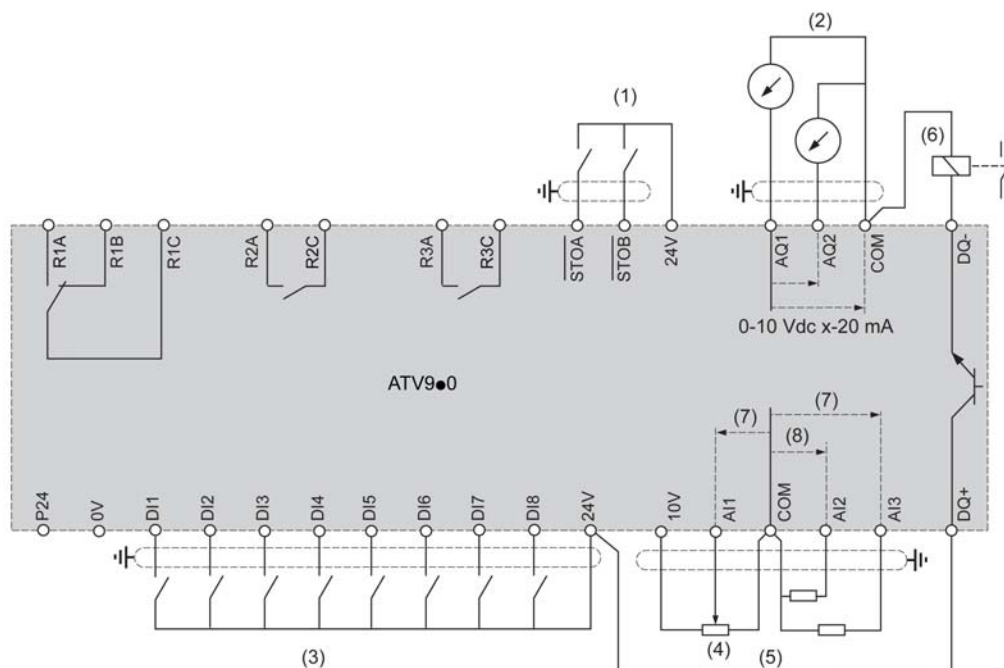 (2)
(1)
(6)
R1A R1B R1C R2A R2C R3A R3C STOA STOB 24V AQ1 AQ2 COM DQ-
0-10 Vdc x-20 mA
ATV9●0
(7) (7)
(8)
P24 0V DI1 DI2 DI3 DI4 DI5 DI6 DI7 DI8 24V 10V AI1 COM AI2 AI3 DQ+
(3) (4) (5)